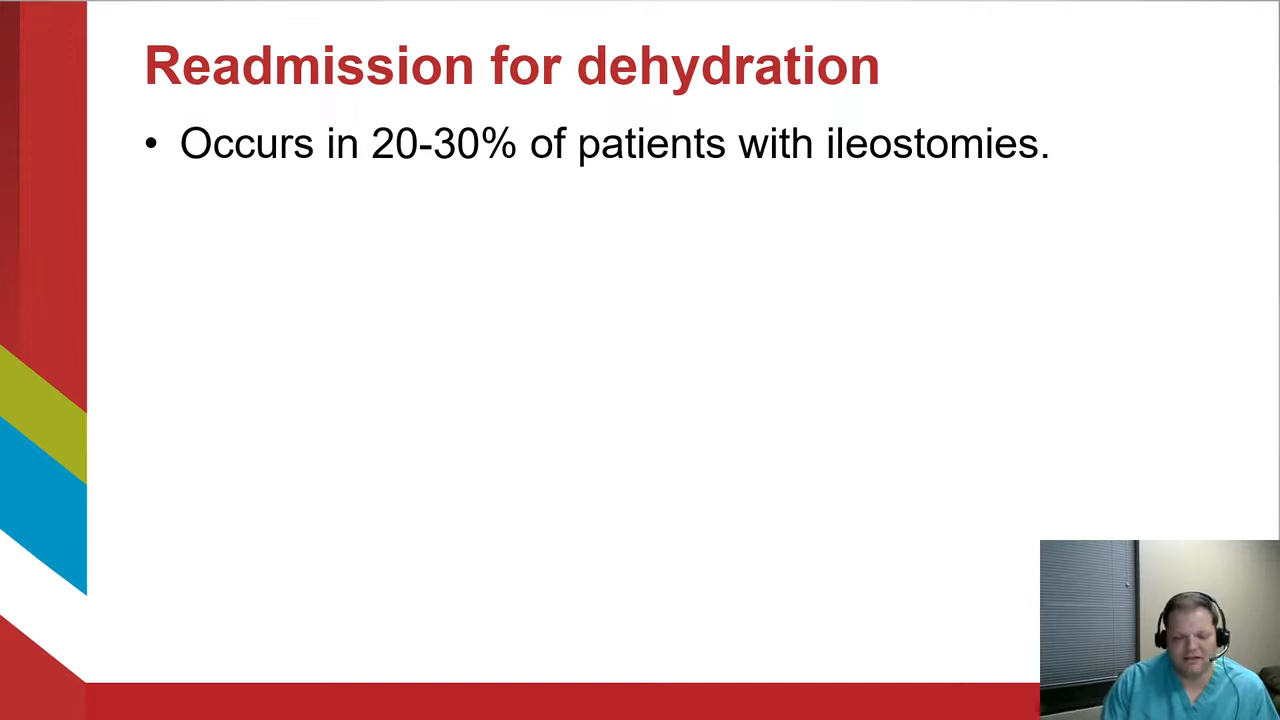 Readmission for dehydration
• Occurs in 20-30% of patients with ileostomies.